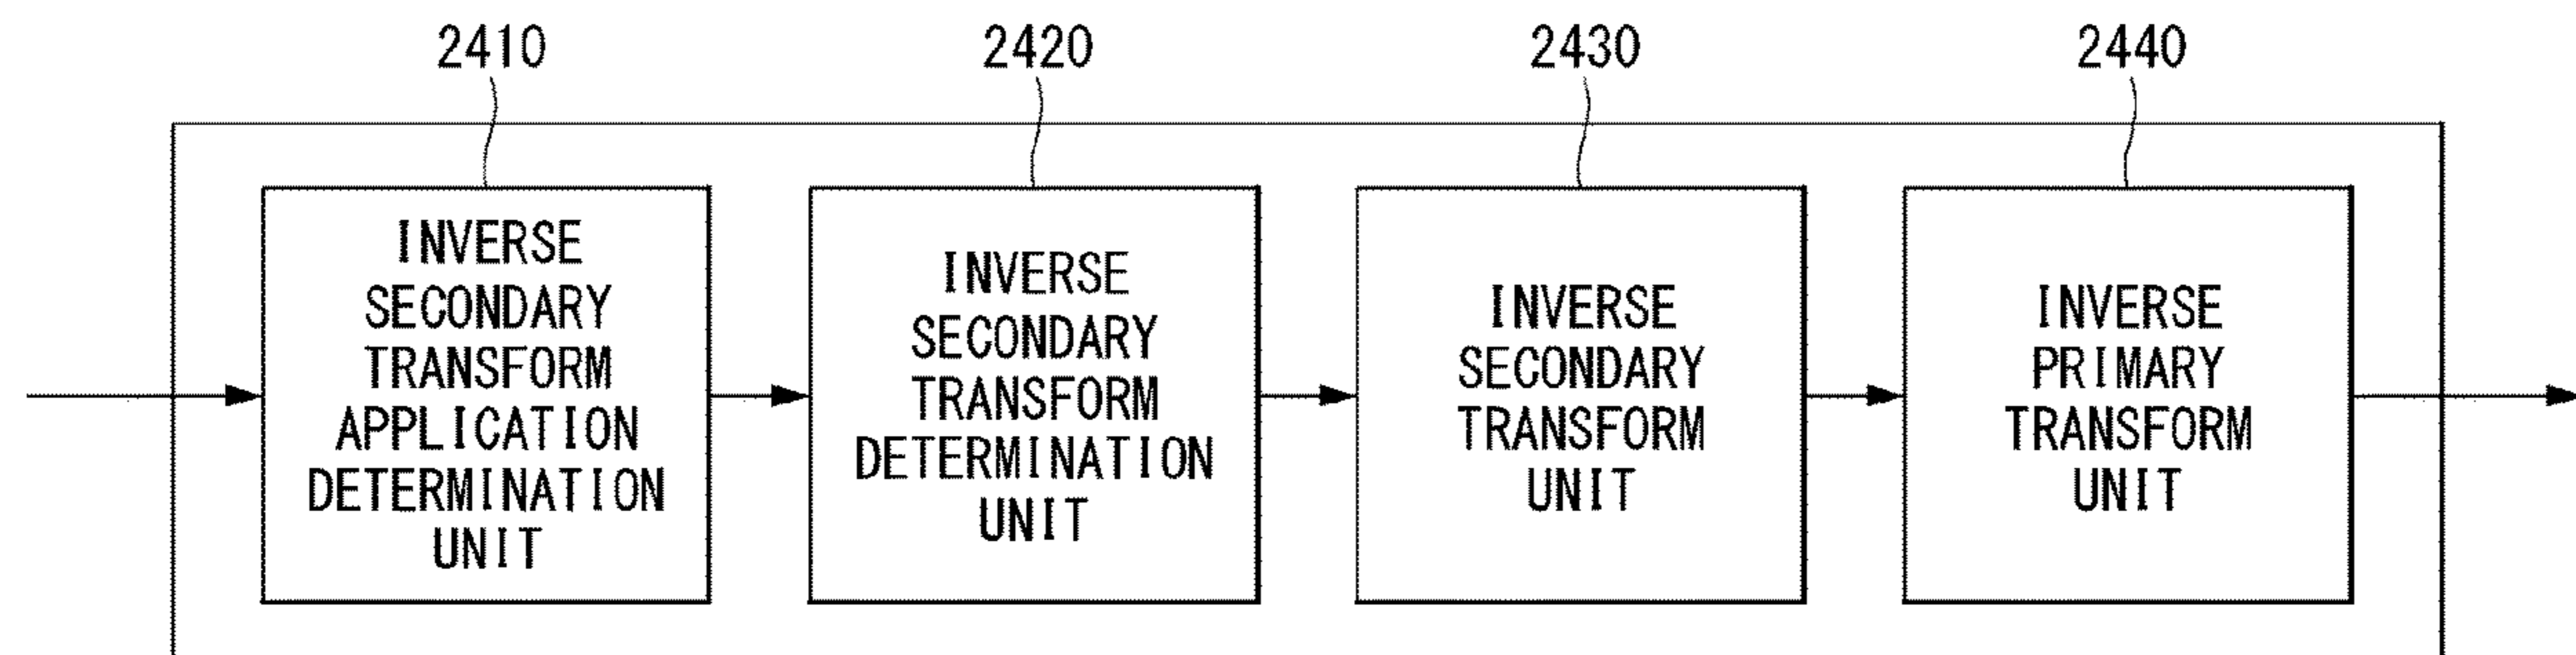 2410
2420
2430
2440
INVERSE
SECONDARY
TRANSFORM
APPLICATION
DETERMINATION
UNIT
INVERSE
SECONDARY
TRANSFORM
DETERMINATION
UNIT
INVERSE
SECONDARY
TRANSFORM
UNIT
INVERSE
PRIMARY
TRANSFORM
UNIT